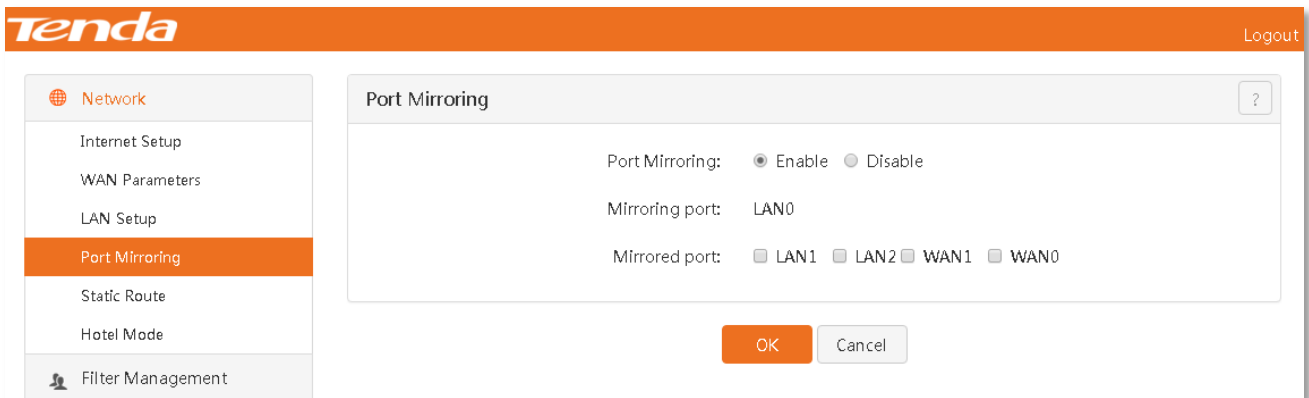 Tenda
Logout
Network
Internet Setup
WAN Parameters
LAN Setup
Port Mirroring
Static Route
Hotel Mode
Filter Management
Port Mirroring
?
Port Mirroring: Enable Disable
Mirroring port: LAN0
Mirrored port: LAN1 LAN2 WAN1 WAN0
OK Cancel